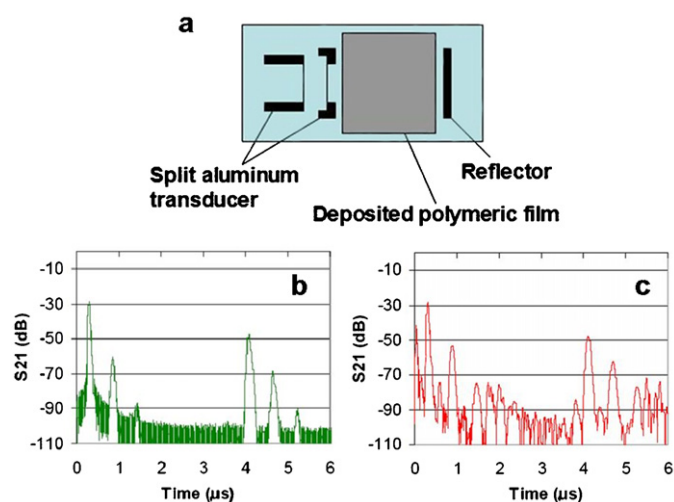 a
Split aluminum
transducer
Reflector
Deposited polymeric film
b
-10
-30
-50
-70
-90
-110
S21 (dB)
0 1 2 3 4 5 6
Time (µs)
c
-10
-30
-50
-70
-90
-110
S21 (dB)
0 1 2 3 4 5 6
Time (µs)